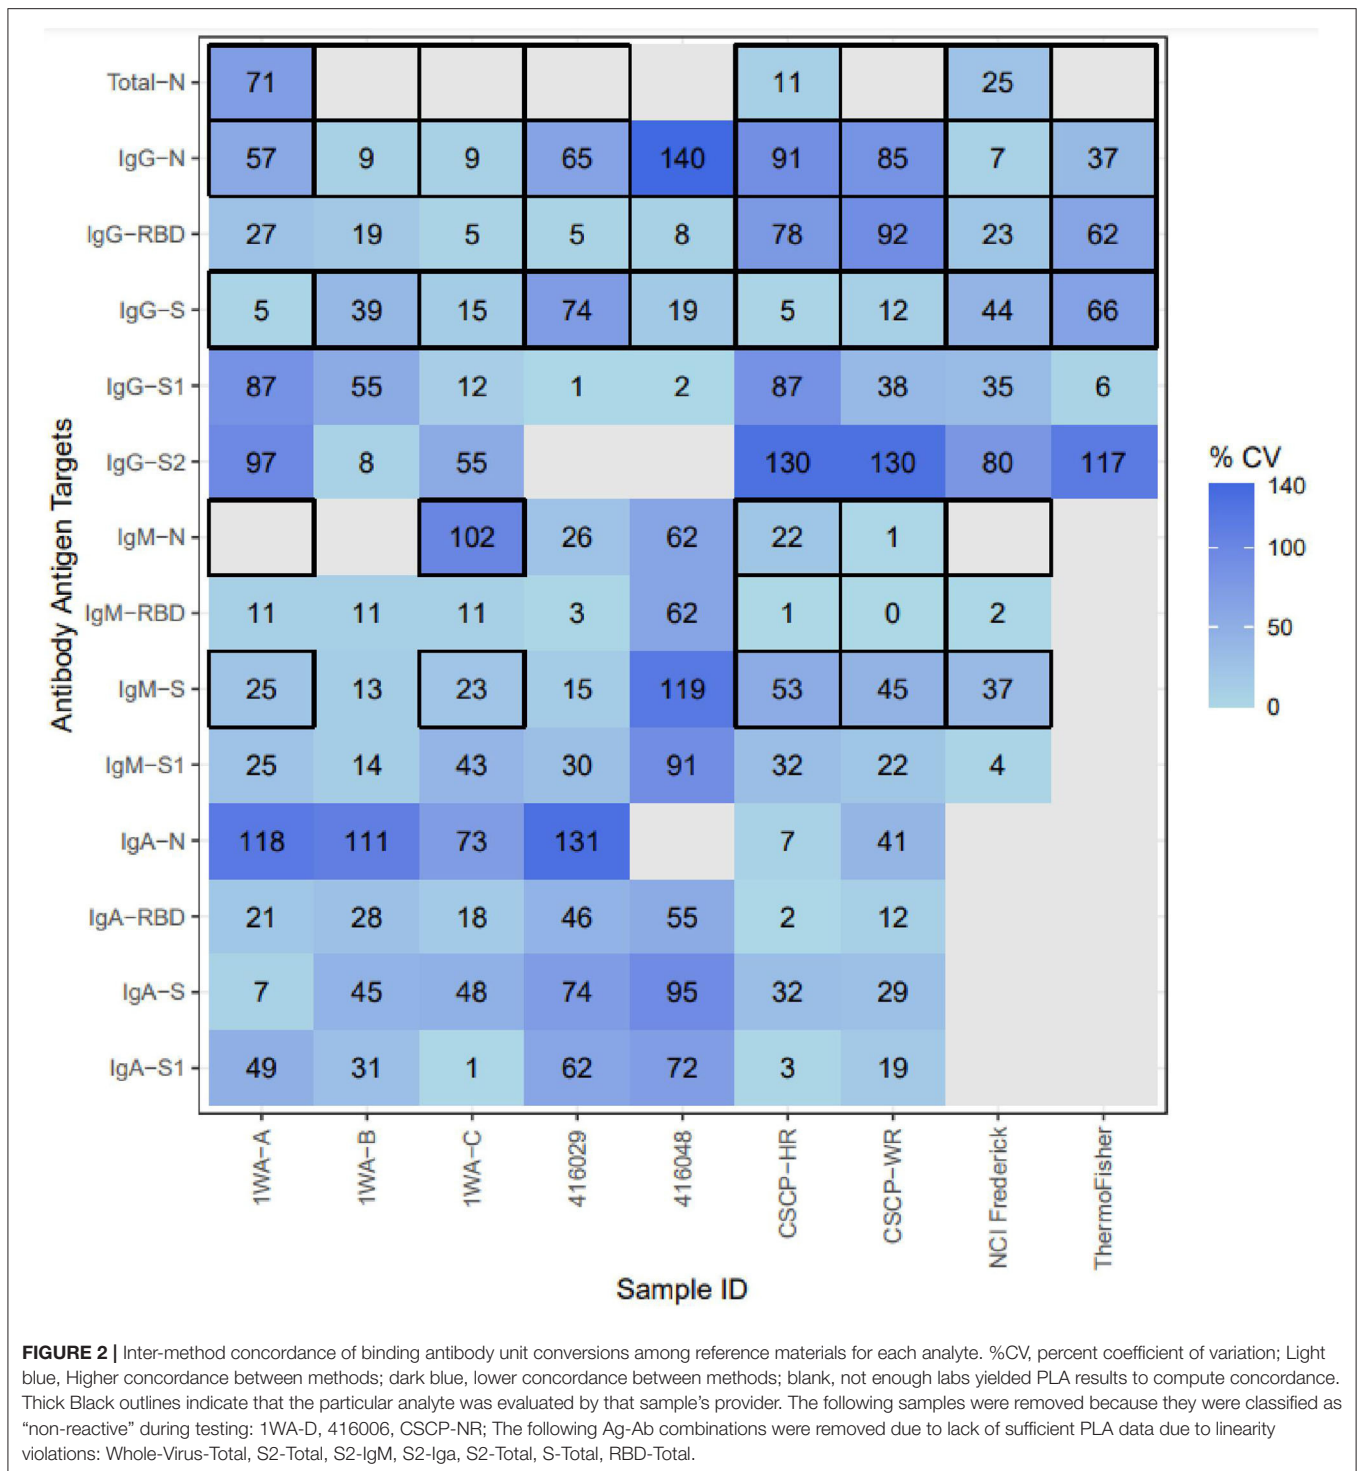 Total-N 71 11 25
IgG-N 57 9 9 65 140 91 85 7 37
IgG-RBD 27 19 5 5 8 78 92 23 62
IgG-S 5 39 15 74 19 5 12 44 66
IgG-S1 87 55 12 1 2 87 38 35 6
IgG-S2 97 8 55 130 130 80 117
IgM-N 102 26 62 22 1
IgM-RBD 11 11 11 3 62 1 0 2
IgM-S 25 13 23 15 119 53 45 37
IgM-S1 25 14 43 30 91 32 22 4
IgA-N 118 111 73 131 7 41
IgA-RBD 21 28 18 46 55 2 12
IgA-S 7 45 48 74 95 32 29
IgA-S1 49 31 1 62 72 3 19
Antibody Antigen Targets
1WA-A 1WA-B 1WA-C 416029 416048 CSCP-HR CSCP-WR NCI Frederick ThermoFisher
Sample ID
% CV
140
100
50
0
FIGURE 2 | Inter-method concordance of binding antibody unit conversions among reference materials for each analyte. %CV, percent coefficient of variation; Light
blue, Higher concordance between methods; dark blue, lower concordance between methods; blank, not enough labs yielded PLA results to compute concordance.
Thick Black outlines indicate that the particular analyte was evaluated by that sample's provider. The following samples were removed because they were classified as
“non-reactive” during testing: 1WA-D, 416006, CSCP-NR; The following Ag-Ab combinations were removed due to lack of sufficient PLA data due to linearity
violations: Whole-Virus-Total, S2-Total, S2-IgM, S2-Iga, S2-Total, S-Total, RBD-Total.